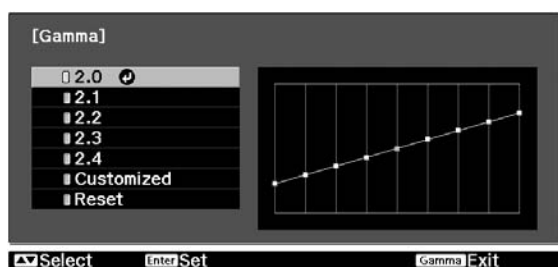 [Gamma]
2.0
2.1
2.2
2.3
2.4
Customized
Reset
Select Enter Set Gamma Exit